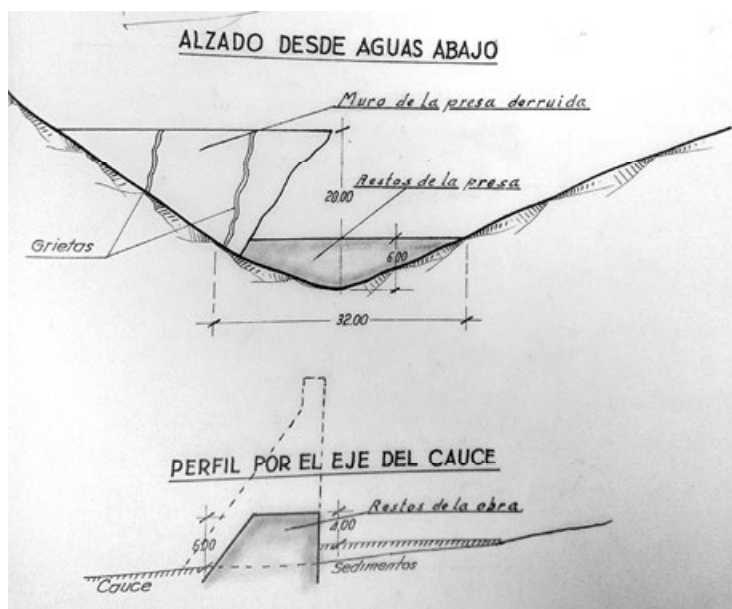 ALZADO DESDE AGUAS ABAJO
Muro de la presa derruida
Restos de la presa
20.00
Grietas
6.00
32.00
PERFIL POR EL EJE DEL CAUCE
Restos de la obra
6.00
4.00
Sedimentos
Cauce